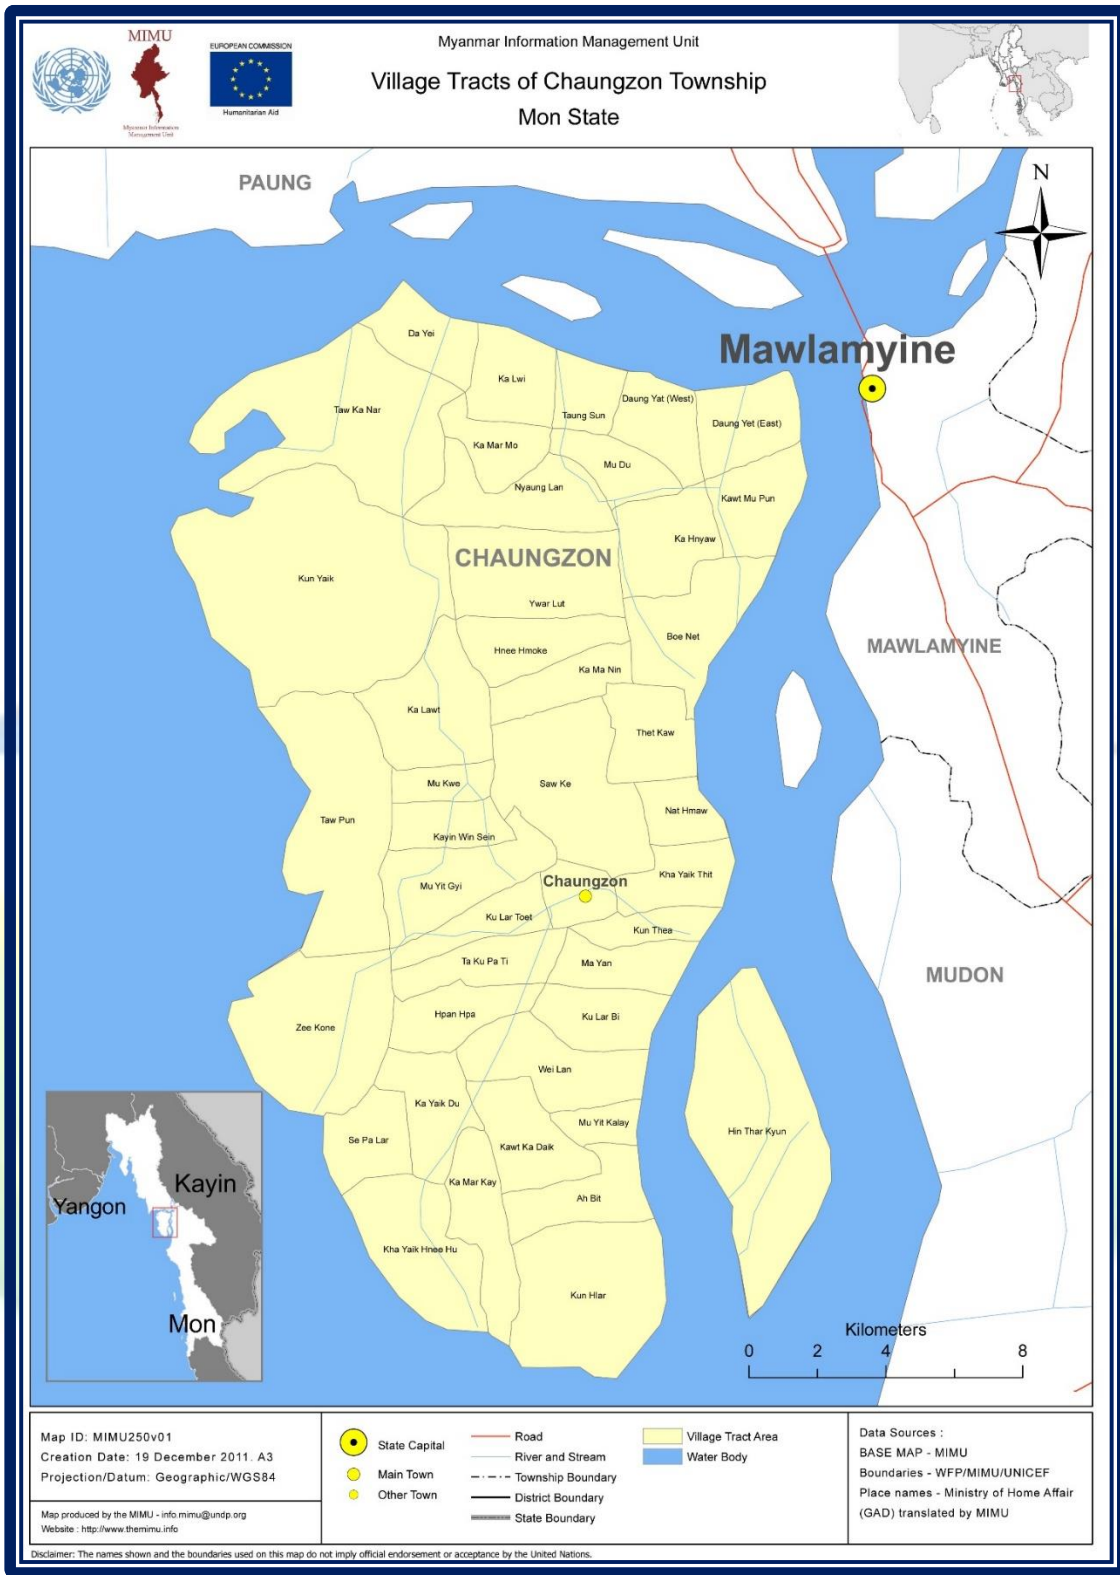 MIMU
Myanmar Information
Management Unit
EUROPEAN COMMISSION
Humanitarian Aid
Myanmar Information Management Unit
Village Tracts of Chaungzon Township
Mon State
PAUNG
N
Mawlamyine
Da Yei
Ka Lwi
Taung Sun
Daung Yat (West)
Taw Ka Nar
Daung Yet (East)
Ka Mar Mo
Mu Du
Nyaung Lan
Kawt Mu Pun
Ka Hnyaw
CHAUNGZON
Kun Yaik
Ywar Lut
Boe Net
MAWLAMYINE
Hnee Hmoke
Ka Ma Nin
Ka Lawt
Thet Kaw
Mu Kwe
Saw Ke
Nat Hmaw
Taw Pun
Kayin Win Sein
Kha Yaik Thit
Chaungzon
Mu Yit Gyi
Ku Lar Toet
Kun Thea
Ta Ku Pa Ti
Ma Yan
MUDON
Hpan Hpa
Ku Lar Bi
Zee Kone
Wei Lan
Ka Yaik Du
Mu Yit Kalay
Hin Thar Kyun
Se Pa Lar
Kawt Ka Daik
Ka Mar Kay
Ah Bit
Kha Yaik Hnee Hu
Kun Hlar
Kayin
Yangon
Mon
Kilometers
0 2 4 8
Map ID: MIMU250v01
Creation Date: 19 December 2011. A3
Projection/Datum: Geographic/WGS84
Map produced by the MIMU - info.mimu@undp.org
Website : http://www.themimu.info
State Capital
Main Town
Other Town
Road
River and Stream
Township Boundary
District Boundary
State Boundary
Village Tract Area
Water Body
Data Sources :
BASE MAP - MIMU
Boundaries - WFP/MIMU/UNICEF
Place names - Ministry of Home Affair
(GAD) translated by MIMU
Disclaimer: The names shown and the boundaries used on this map do not imply official endorsement or acceptance by the United Nations.